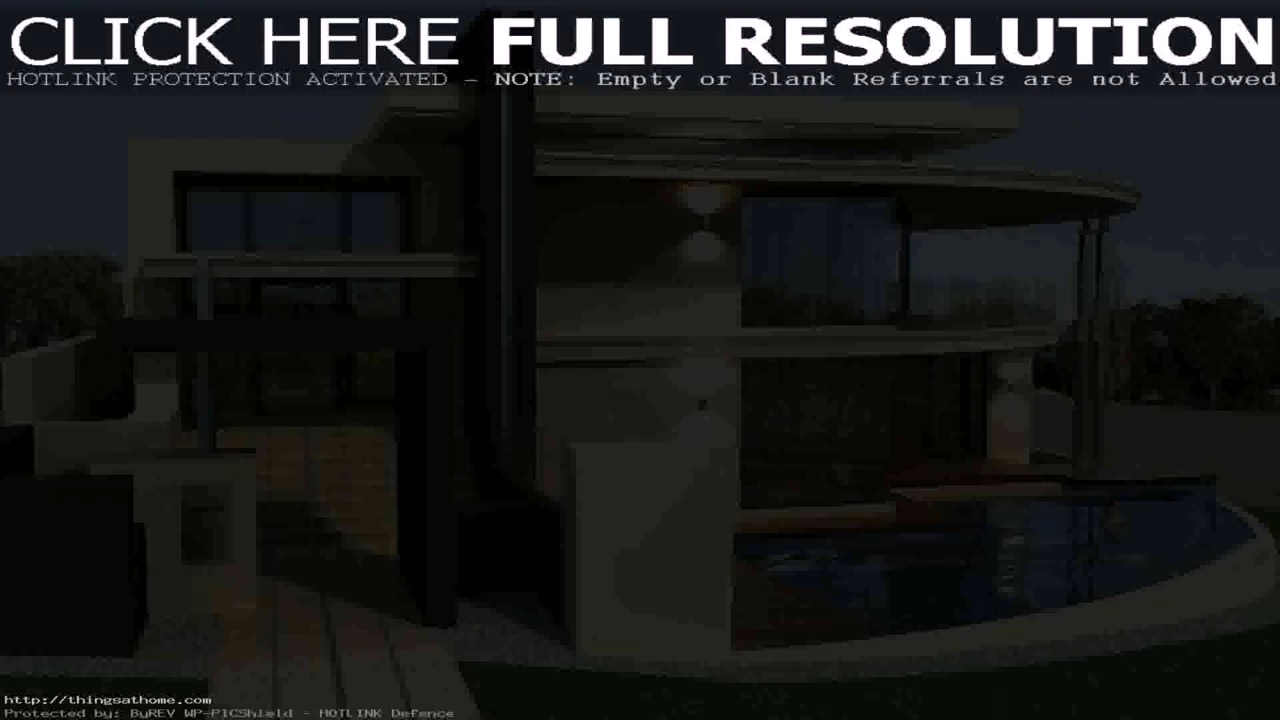 CLICK HERE FULL RESOLUTION
HOTLINK PROTECTION ACTIVATED - NOTE: Empty or Blank Referrals are not Allowed
http://thingsathome.com
Protected by: ByREV WP-PICShield - HOTLINK Defence